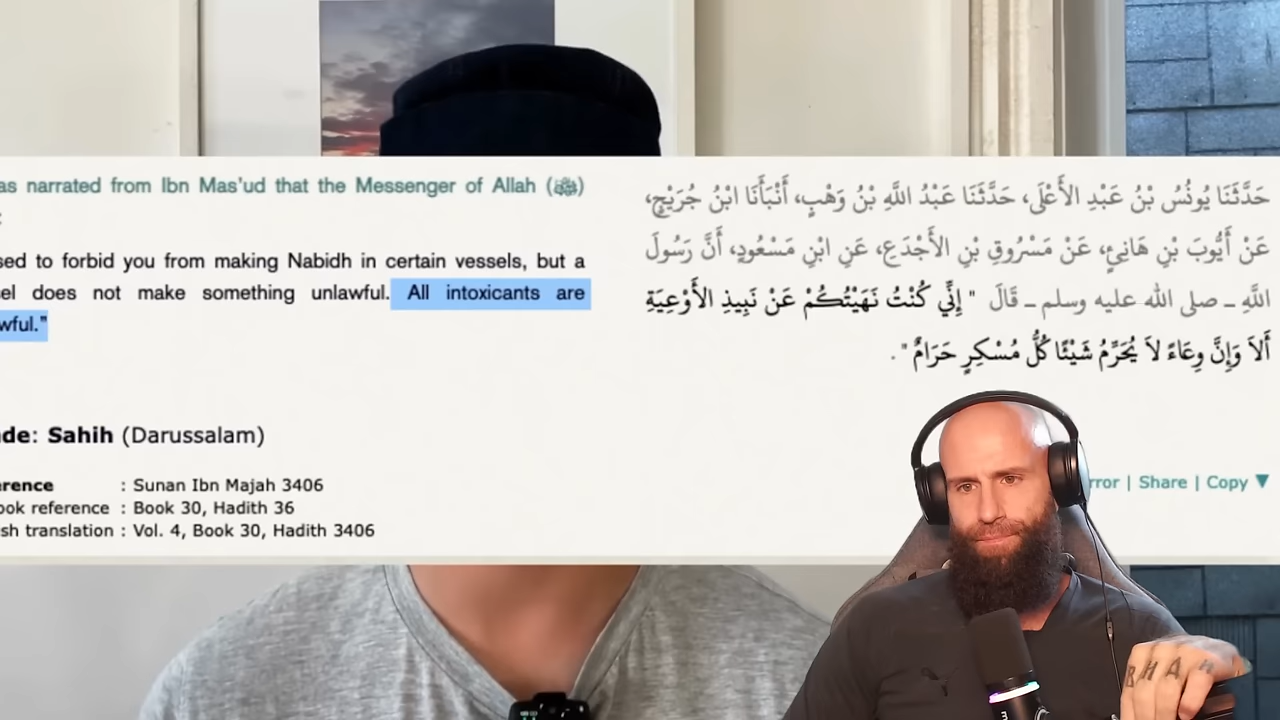 as narrated from Ibn Mas'ud that the Messenger of Allah (ﷺ)
:
sed to forbid you from making Nabidh in certain vessels, but a
el does not make something unlawful. All intoxicants are
wful."
حَدَّثَنَا يُونُسُ بْنُ عَبْدِ الأَعْلَى، حَدَّثَنَا عَبْدُ اللَّهِ بْنُ وَهْبٍ، أَنْبَأَنَا ابْنُ جُرَيْجٍ،
عَنْ أَيُّوبَ بْنِ هَانِئٍ، عَنْ مَسْرُوقِ بْنِ الأَجْدَعِ، عَنِ ابْنِ مَسْعُودٍ، أَنَّ رَسُولَ
اللَّهِ ـ صلى الله عليه وسلم ـ قَالَ ‏"‏ إِنِّي كُنْتُ نَهَيْتُكُمْ عَنْ نَبِيذِ الأَوْعِيَةِ
أَلاَ وَإِنَّ وِعَاءً لاَ يُحَرِّمُ شَيْئًا كُلُّ مُسْكِرٍ حَرَامٌ ‏"‏ ‏.‏
de: Sahih (Darussalam)
erence : Sunan Ibn Majah 3406
ook reference : Book 30, Hadith 36
sh translation : Vol. 4, Book 30, Hadith 3406
rror | Share | Copy ▼